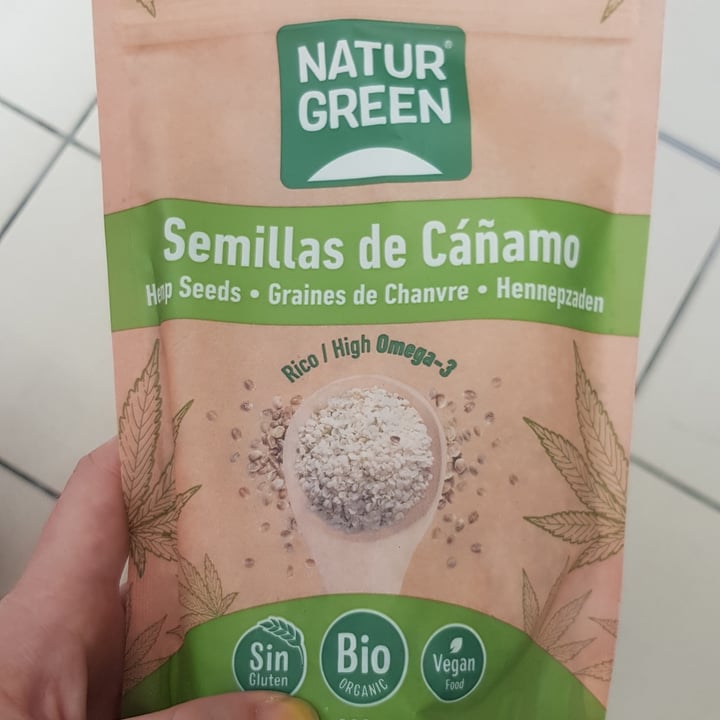 NATUR®
GREEN
Semillas de Cáñamo
Hemp Seeds • Graines de Chanvre • Hennepzaden
Rico / High Omega-3
Sin
Gluten
Bio
ORGANIC
Vegan
Food